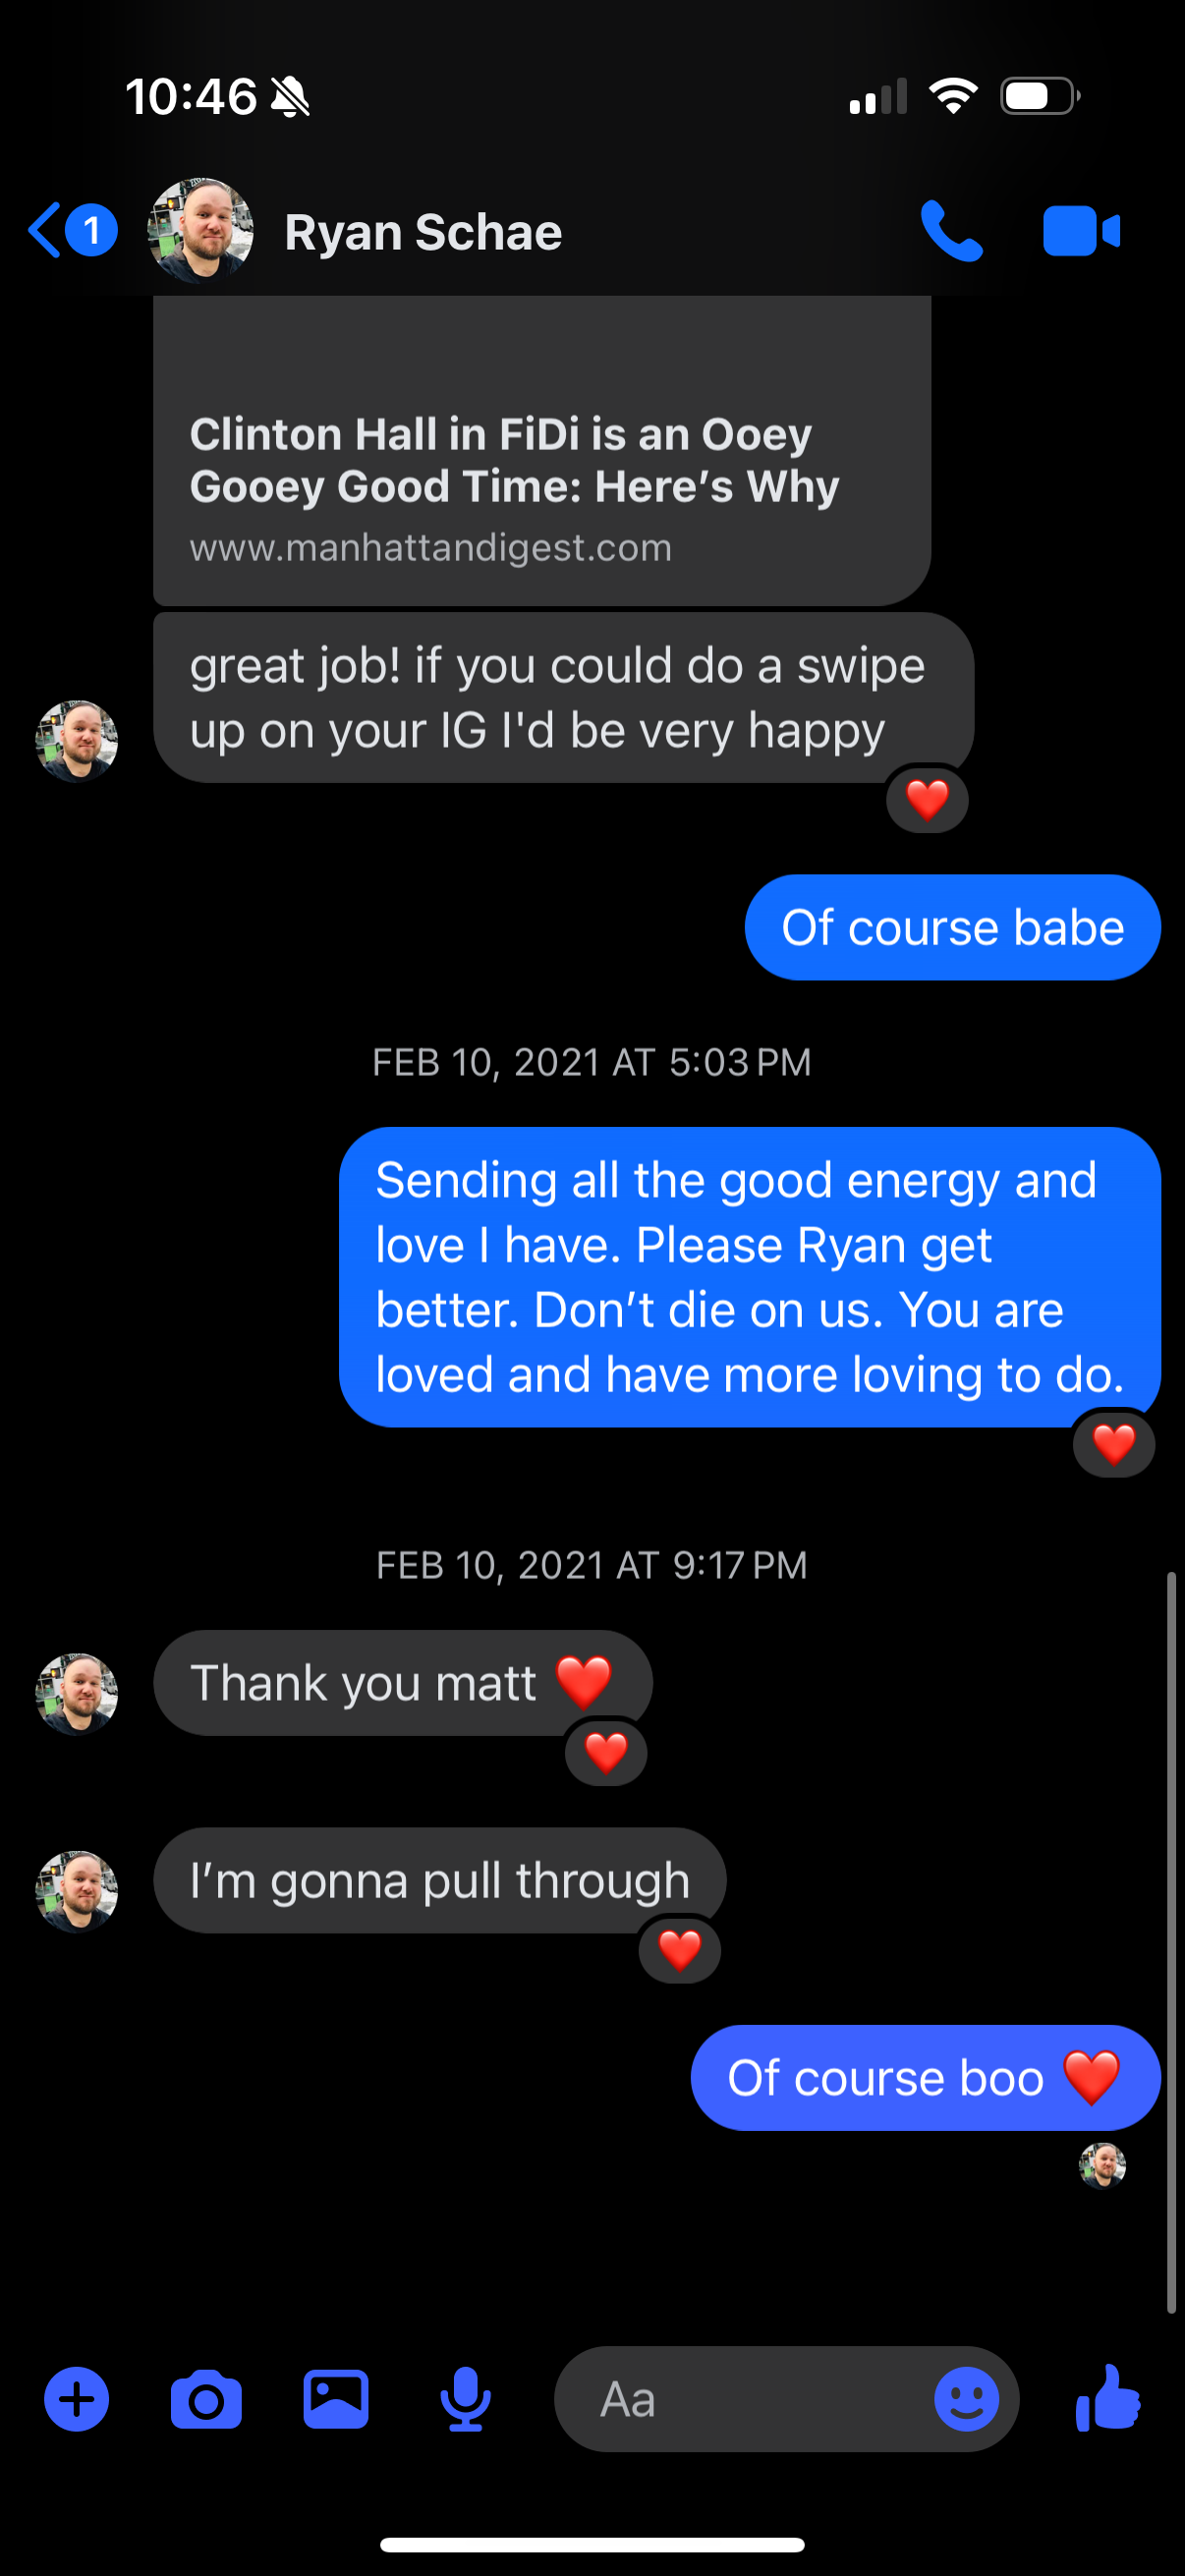 10:46
1
Ryan Schae
Clinton Hall in FiDi is an Ooey
Gooey Good Time: Here’s Why
www.manhattandigest.com
great job! if you could do a swipe
up on your IG I'd be very happy
❤️
Of course babe
FEB 10, 2021 AT 5:03 PM
Sending all the good energy and
love I have. Please Ryan get
better. Don’t die on us. You are
loved and have more loving to do.
❤️
FEB 10, 2021 AT 9:17 PM
Thank you matt ❤️
❤️
I’m gonna pull through
❤️
Of course boo ❤️
Aa